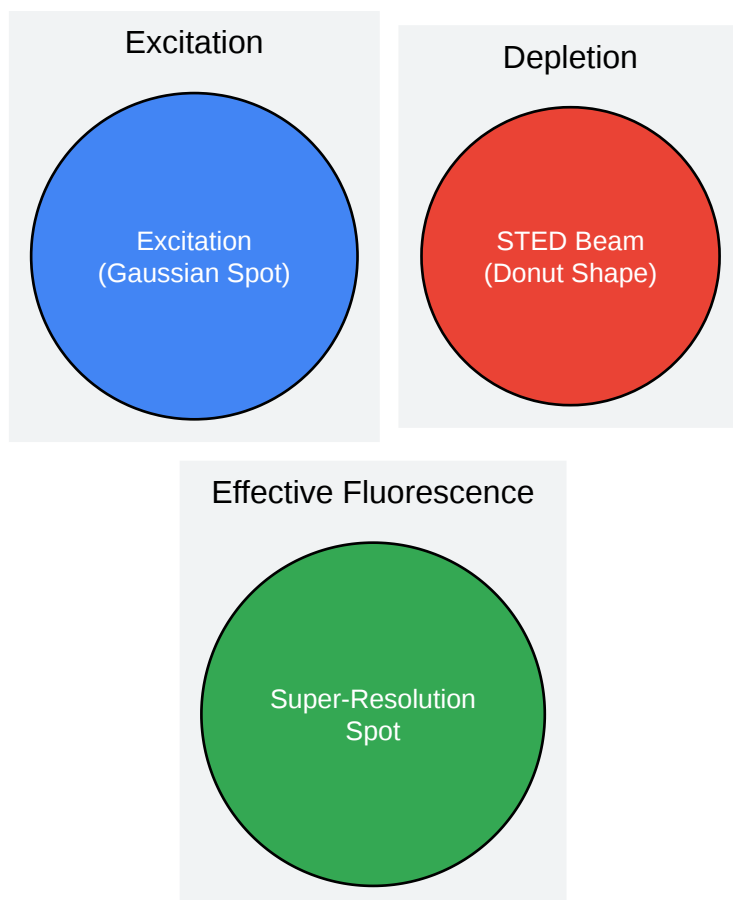 Excitation
Excitation
(Gaussian Spot)
Depletion
STED Beam
(Donut Shape)
Effective Fluorescence
Super-Resolution
Spot